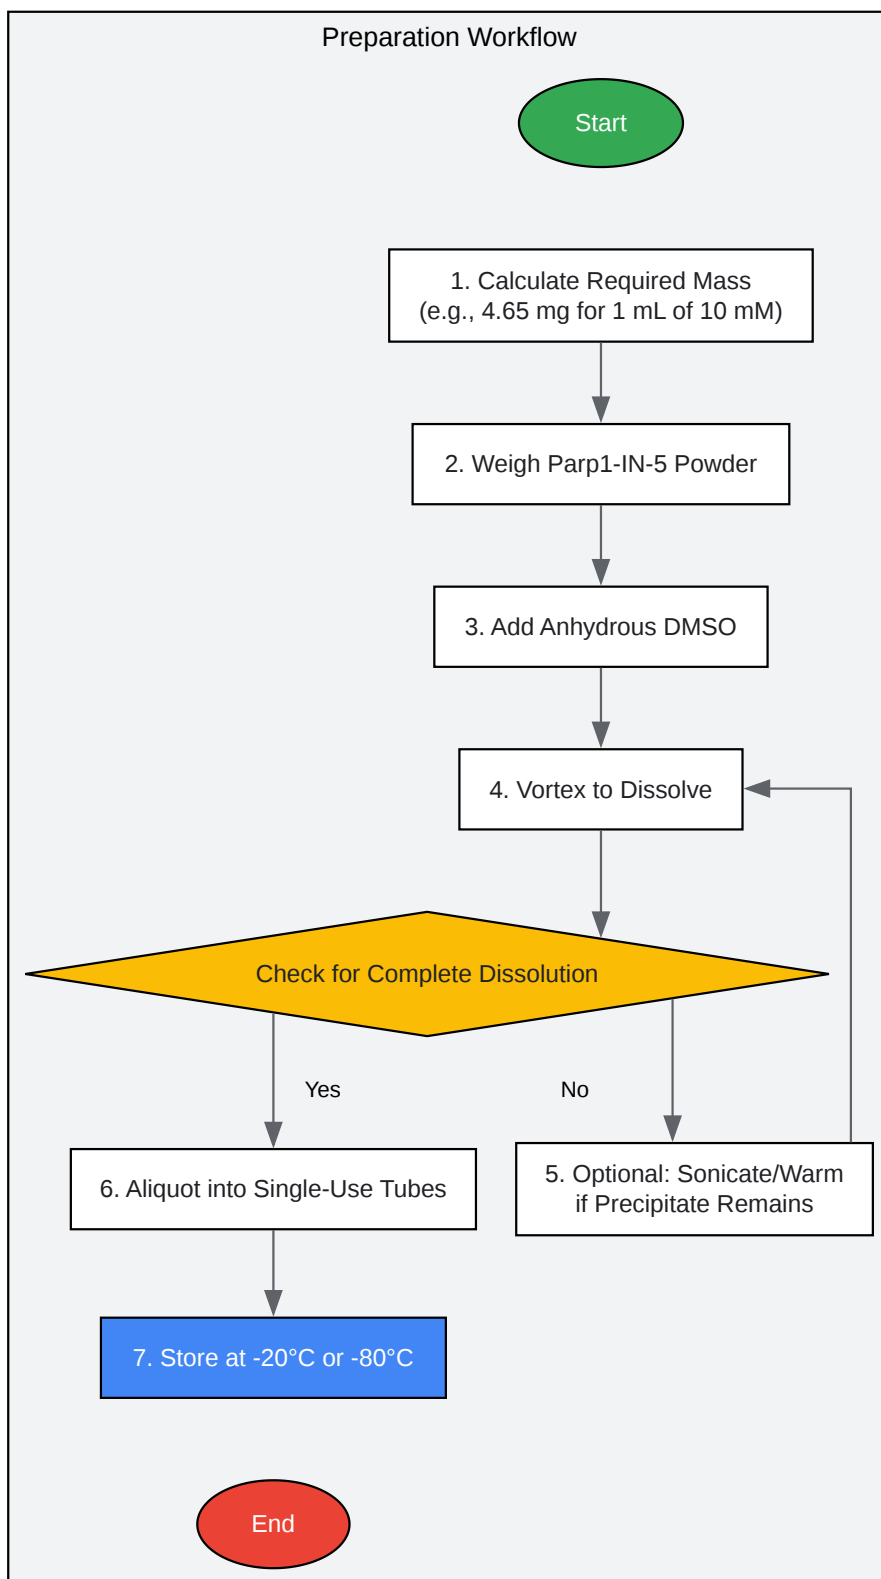 Preparation Workflow
Start
1. Calculate Required Mass
(e.g., 4.65 mg for 1 mL of 10 mM)
2. Weigh Parp1-IN-5 Powder
3. Add Anhydrous DMSO
4. Vortex to Dissolve
Check for Complete Dissolution
Yes
No
5. Optional: Sonicate/Warm
if Precipitate Remains
6. Aliquot into Single-Use Tubes
7. Store at -20°C or -80°C
End